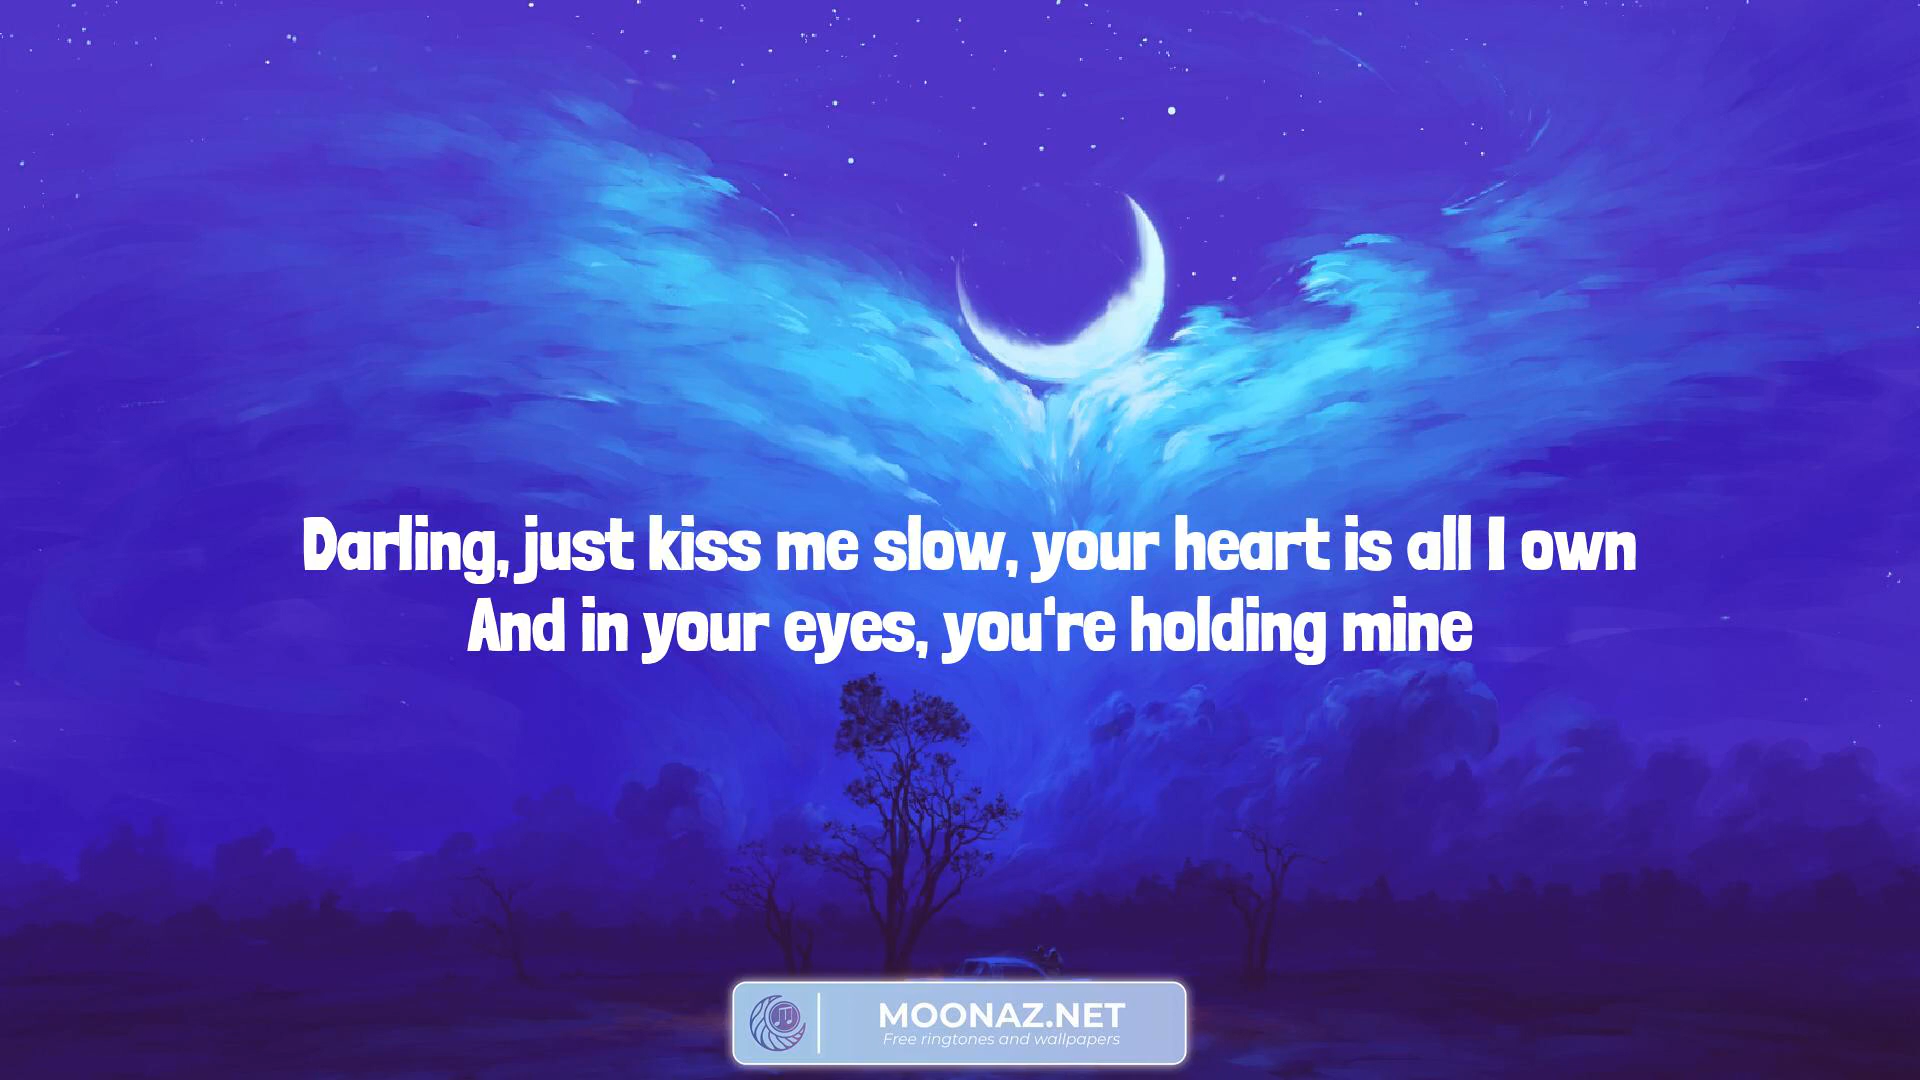 Darling, just kiss me slow, your heart is all I own
And in your eyes, you're holding mine
MOONAZ.NET
Free ringtones and wallpapers